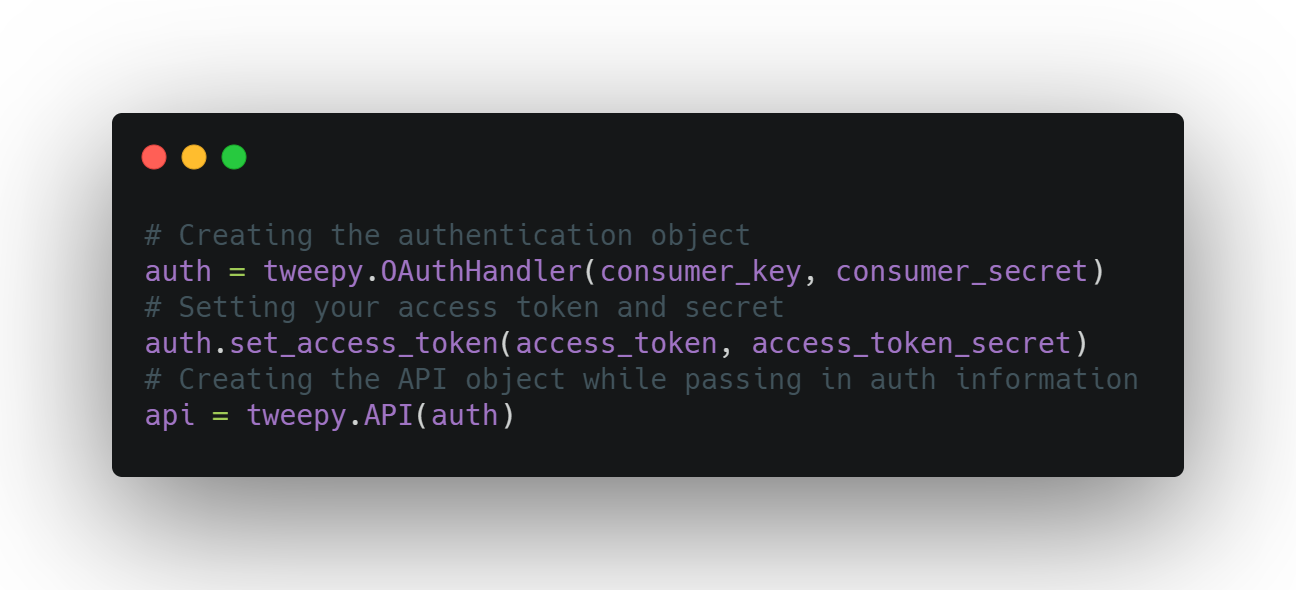 # Creating the authentication object
auth = tweepy.OAuthHandler(consumer_key, consumer_secret)
# Setting your access token and secret
auth.set_access_token(access_token, access_token_secret)
# Creating the API object while passing in auth information
api = tweepy.API(auth)